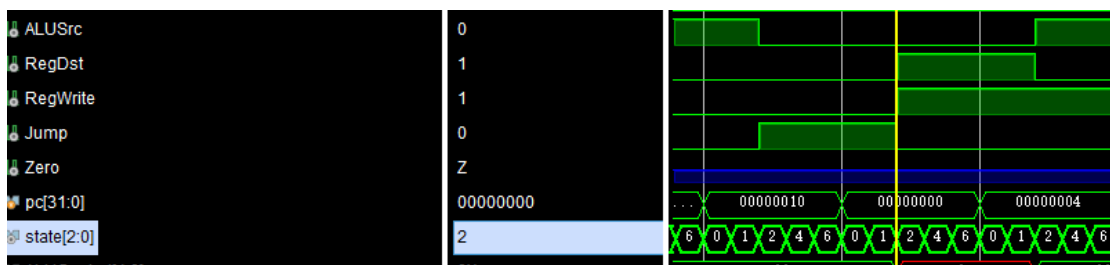 ALUSrc 0
RegDst 1
RegWrite 1
Jump 0
Zero Z
pc[31:0] 00000000 ... 00000010 00000000 00000004
state[2:0] 2 6 0 1 2 4 6 0 1 2 4 6 0 1 2 4 6